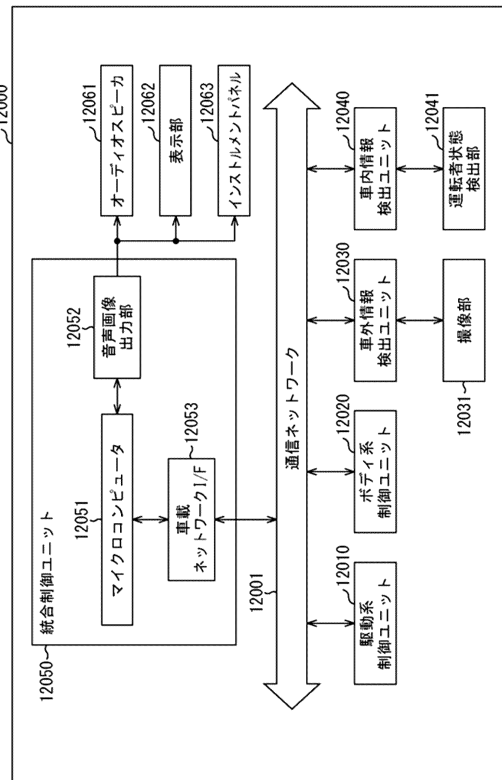 12000
統合制御ユニット
12050
12051
マイクロコンピュータ
12052
音声画像
出力部
12053
車載
ネットワークI/F
12061
オーディオスピーカ
12062
表示部
12063
インストルメントパネル
12001
通信ネットワーク
12010
駆動系
制御ユニット
12020
ボディ系
制御ユニット
12030
車外情報
検出ユニット
12040
車内情報
検出ユニット
12031
撮像部
12041
運転者状態
検出部